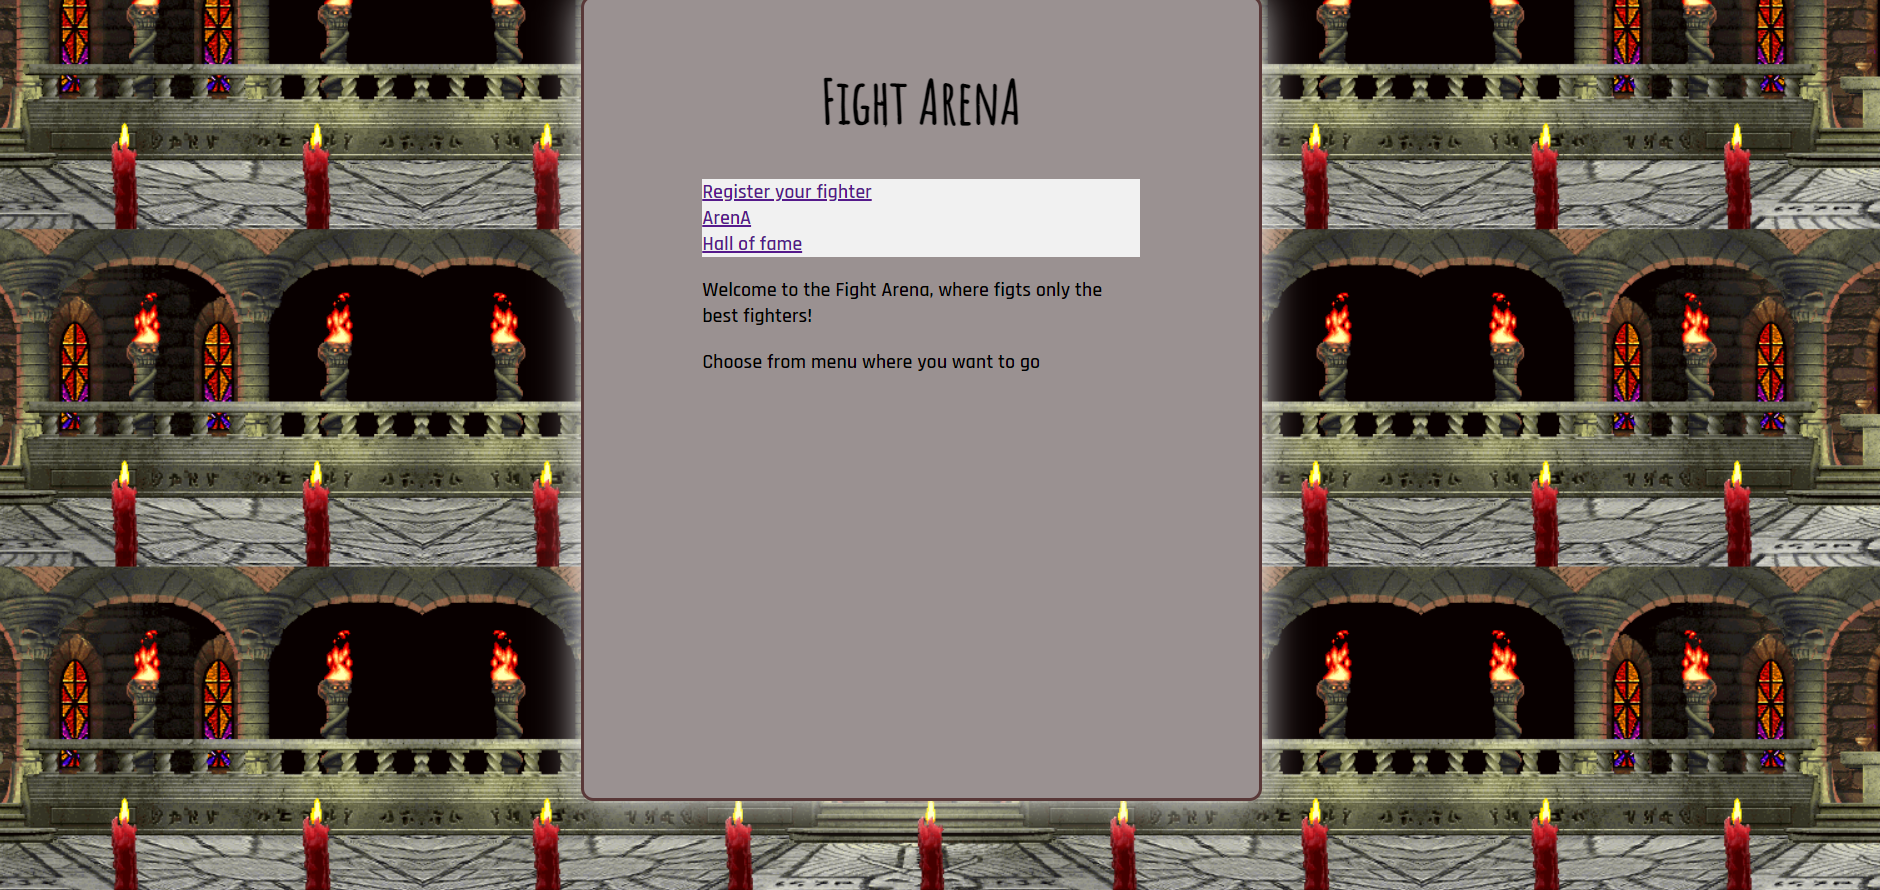 Fight ArenA
Register your fighter
ArenA
Hall of fame
Welcome to the Fight Arena, where figts only the
best fighters!
Choose from menu where you want to go